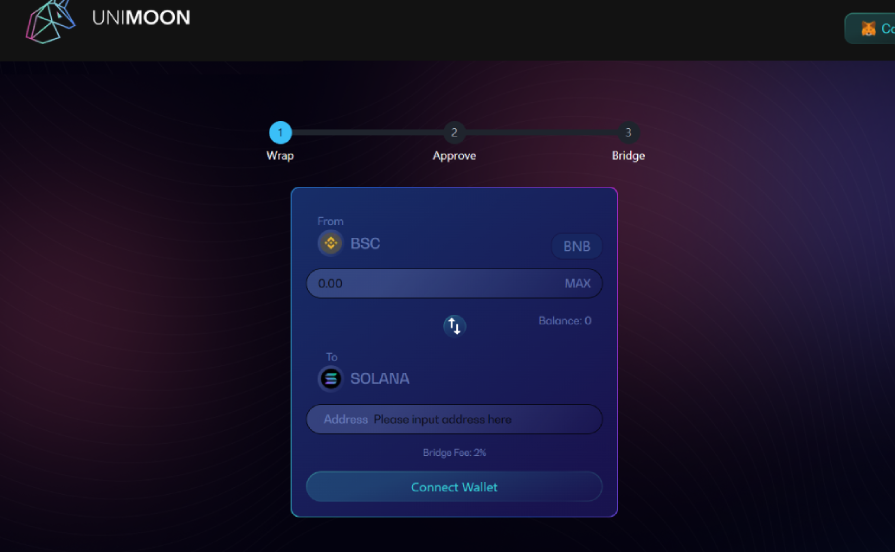 UNIMOON
Co
1 2 3
Wrap Approve Bridge
From
BSC BNB
0.00 MAX
Balance: 0
To
SOLANA
Address Please input address here
Bridge Fee: 2%
Connect Wallet